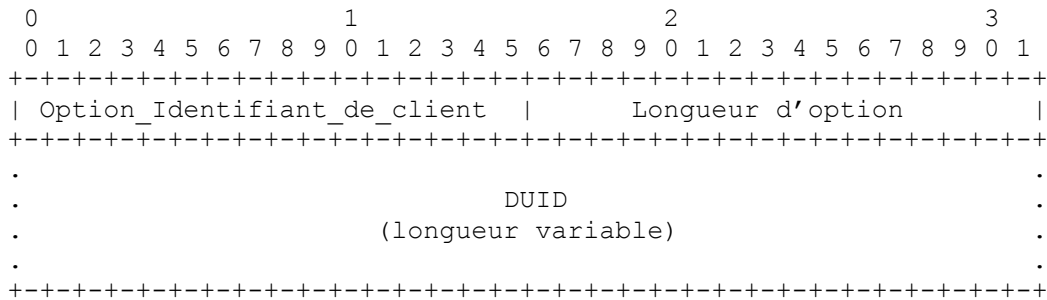 0                   1                   2                   3
 0 1 2 3 4 5 6 7 8 9 0 1 2 3 4 5 6 7 8 9 0 1 2 3 4 5 6 7 8 9 0 1
+-+-+-+-+-+-+-+-+-+-+-+-+-+-+-+-+-+-+-+-+-+-+-+-+-+-+-+-+-+-+-+-+
| Option_Identifiant_de_client  |      Longueur d’option        |
+-+-+-+-+-+-+-+-+-+-+-+-+-+-+-+-+-+-+-+-+-+-+-+-+-+-+-+-+-+-+-+-+
.                                                               .
.                              DUID                             .
.                      (longueur variable)                      .
.                                                               .
+-+-+-+-+-+-+-+-+-+-+-+-+-+-+-+-+-+-+-+-+-+-+-+-+-+-+-+-+-+-+-+-+